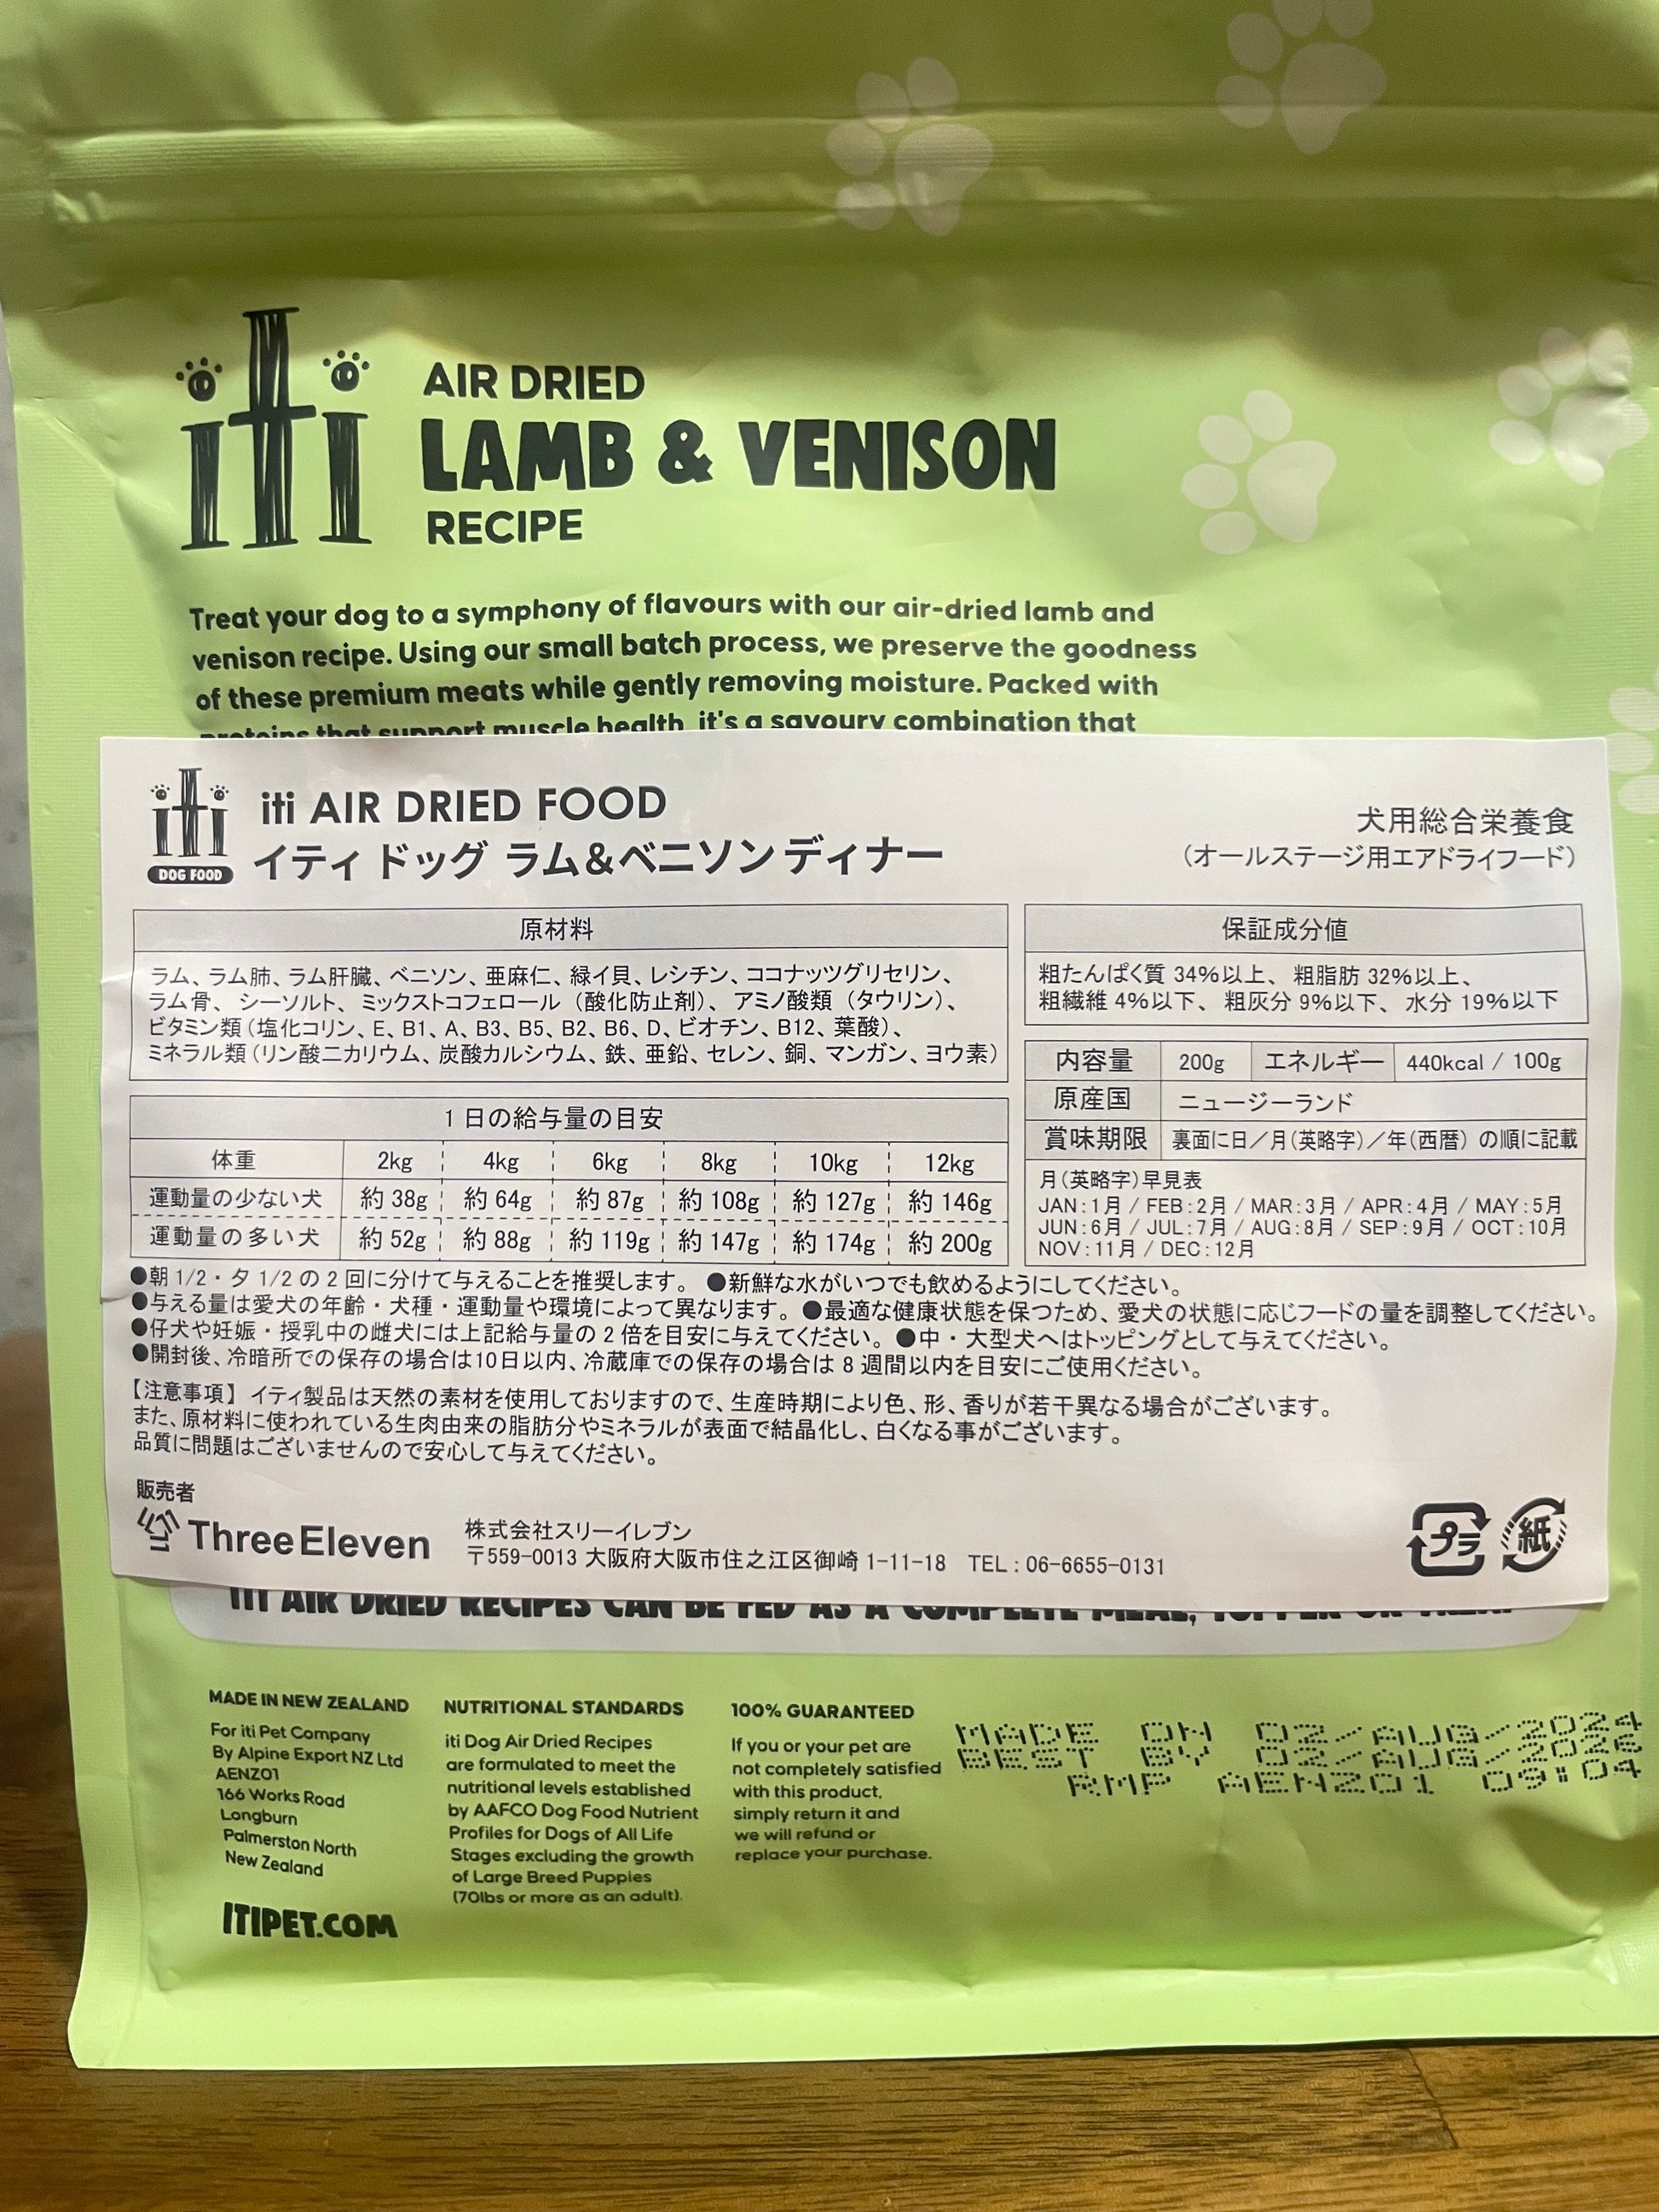 iti
AIR DRIED
LAMB & VENISON
RECIPE
Treat your dog to a symphony of flavours with our air-dried lamb and
venison recipe. Using our small batch process, we preserve the goodness
of these premium meats while gently removing moisture. Packed with
proteins that support muscle health, it's a savoury combination that
iti
DOG FOOD
iti AIR DRIED FOOD
イティ ドッグ ラム&ベニソン ディナー
犬用総合栄養食
(オールステージ用エアドライフード)
原材料
ラム、ラム肺、ラム肝臓、ベニソン、亜麻仁、緑イ貝、レシチン、ココナッツグリセリン、
ラム骨、シーソルト、ミックストコフェロール(酸化防止剤)、アミノ酸類(タウリン)、
ビタミン類(塩化コリン、E、B1、A、B3、B5、B2、B6、D、ビオチン、B12、葉酸)、
ミネラル類(リン酸二カリウム、炭酸カルシウム、鉄、亜鉛、セレン、銅、マンガン、ヨウ素)
保証成分値
粗たんぱく質 34%以上、 粗脂肪 32%以上、
粗繊維 4%以下、 粗灰分 9%以下、 水分 19%以下
内容量 200g エネルギー 440kcal / 100g
原産国 ニュージーランド
賞味期限 裏面に日/月(英略字)/年(西暦)の順に記載
月(英略字)早見表
JAN:1月 / FEB:2月 / MAR:3月 / APR:4月 / MAY:5月
JUN:6月 / JUL:7月 / AUG:8月 / SEP:9月 / OCT:10月
NOV:11月 / DEC:12月
1日の給与量の目安
体重 2kg 4kg 6kg 8kg 10kg 12kg
運動量の少ない犬 約 38g 約 64g 約 87g 約 108g 約 127g 約 146g
運動量の多い犬 約 52g 約 88g 約 119g 約 147g 約 174g 約 200g
●朝 1/2・夕 1/2 の 2 回に分けて与えることを推奨します。 ●新鮮な水がいつでも飲めるようにしてください。
●与える量は愛犬の年齢・犬種・運動量や環境によって異なります。 ●最適な健康状態を保つため、愛犬の状態に応じフードの量を調整してください。
●仔犬や妊娠・授乳中の雌犬には上記給与量の 2 倍を目安に与えてください。 ●中・大型犬へはトッピングとして与えてください。
●開封後、冷暗所での保存の場合は10日以内、冷蔵庫での保存の場合は 8 週間以内を目安にご使用ください。
【注意事項】 イティ製品は天然の素材を使用しておりますので、生産時期により色、形、香りが若干異なる場合がございます。
また、原材料に使われている生肉由来の脂肪分やミネラルが表面で結晶化し、白くなる事がございます。
品質に問題はございませんので安心して与えてください。
販売者
ThreeEleven
株式会社スリーイレブン
〒559-0013 大阪府大阪市住之江区御崎 1-11-18 TEL : 06-6655-0131
プラ
紙
iti AIR DRIED RECIPES CAN BE FED AS A COMPLETE MEAL, TOPPER OR TREAT
MADE IN NEW ZEALAND
For iti Pet Company
By Alpine Export NZ Ltd
AENZ01
166 Works Road
Longburn
Palmerston North
New Zealand
ITIPET.COM
NUTRITIONAL STANDARDS
iti Dog Air Dried Recipes
are formulated to meet the
nutritional levels established
by AAFCO Dog Food Nutrient
Profiles for Dogs of All Life
Stages excluding the growth
of Large Breed Puppies
(70lbs or more as an adult).
100% GUARANTEED
If you or your pet are
not completely satisfied
with this product,
simply return it and
we will refund or
replace your purchase.
MADE ON 02/AUG/2024
BEST BY 02/AUG/2026
RMP AENZ01 09:04